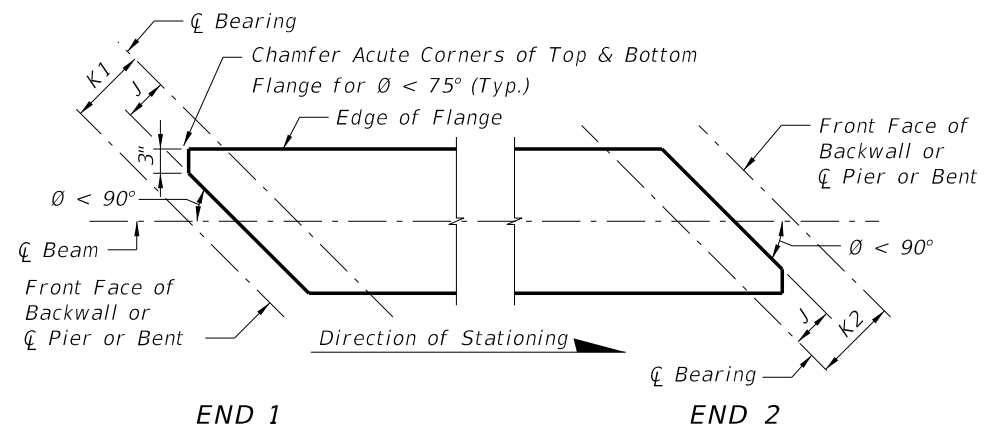 ℄ Bearing
Chamfer Acute Corners of Top & Bottom
Flange for Ø < 75° (Typ.)
K1
J
Edge of Flange
3"
Front Face of
Backwall or
℄ Pier or Bent
Ø < 90°
Ø < 90°
℄ Beam
Front Face of
Backwall or
℄ Pier or Bent
Direction of Stationing
J
K2
℄ Bearing
END 1
END 2